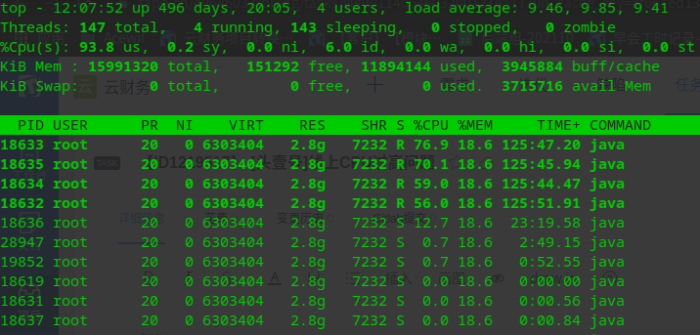 top - 12:07:52 up 496 days, 20:05, 4 users, load average: 9.46, 9.85, 9.41
Threads: 147 total, 4 running, 143 sleeping, 0 stopped, 0 zombie
%Cpu(s): 93.8 us, 0.2 sy, 0.0 ni, 6.0 id, 0.0 wa, 0.0 hi, 0.0 si, 0.0 st
KiB Mem : 15991320 total, 151292 free, 11894144 used, 3945884 buff/cache
KiB Swap: 0 total, 0 free, 0 used. 3715716 avail Mem
云财务
PID USER PR NI VIRT RES SHR S %CPU %MEM TIME+ COMMAND
18633 root 20 0 6303404 2.8g 7232 R 76.9 18.6 125:47.20 java
18635 root 20 0 6303404 2.8g 7232 R 70.1 18.6 125:45.94 java
18634 root 20 0 6303404 2.8g 7232 R 59.0 18.6 125:44.47 java
18632 root 20 0 6303404 2.8g 7232 R 56.0 18.6 125:51.91 java
18636 root 20 0 6303404 2.8g 7232 S 12.7 18.6 23:19.58 java
28947 root 20 0 6303404 2.8g 7232 S 0.7 18.6 2:49.15 java
19852 root 20 0 6303404 2.8g 7232 S 0.7 18.6 0:52.55 java
18619 root 20 0 6303404 2.8g 7232 S 0.0 18.6 0:00.00 java
18631 root 20 0 6303404 2.8g 7232 S 0.0 18.6 0:00.56 java
18637 root 20 0 6303404 2.8g 7232 S 0.0 18.6 0:00.84 java